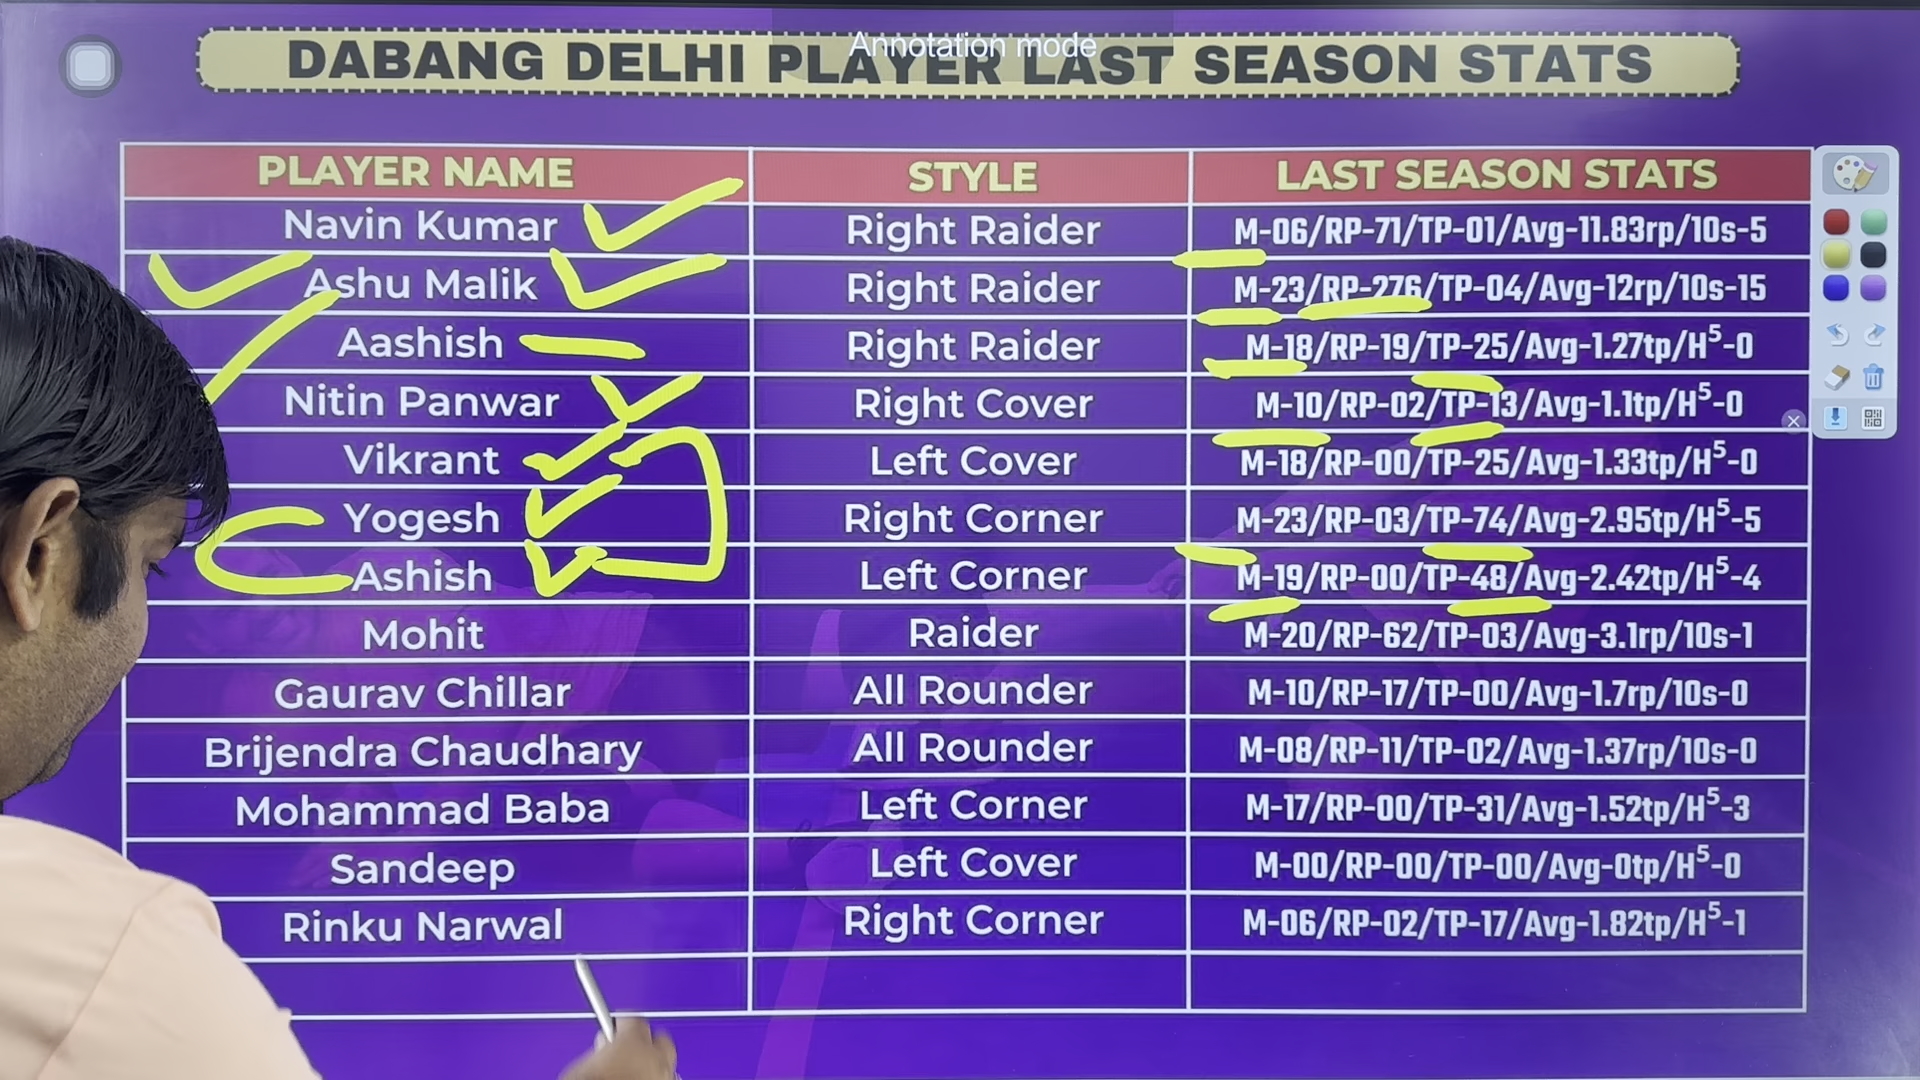 Annotation mode
DABANG DELHI PLAYER LAST SEASON STATS
PLAYER NAME STYLE LAST SEASON STATS
Navin Kumar Right Raider M-06/RP-71/TP-01/Avg-11.83rp/10s-5
Ashu Malik Right Raider M-23/RP-276/TP-04/Avg-12rp/10s-15
Aashish Right Raider M-18/RP-19/TP-25/Avg-1.27tp/H⁵-0
Nitin Panwar Right Cover M-10/RP-02/TP-13/Avg-1.1tp/H⁵-0
Vikrant Left Cover M-18/RP-00/TP-25/Avg-1.33tp/H⁵-0
Yogesh Right Corner M-23/RP-03/TP-74/Avg-2.95tp/H⁵-5
Ashish Left Corner M-19/RP-00/TP-48/Avg-2.42tp/H⁵-4
Mohit Raider M-20/RP-62/TP-03/Avg-3.1rp/10s-1
Gaurav Chillar All Rounder M-10/RP-17/TP-00/Avg-1.7rp/10s-0
Brijendra Chaudhary All Rounder M-08/RP-11/TP-02/Avg-1.37rp/10s-0
Mohammad Baba Left Corner M-17/RP-00/TP-31/Avg-1.52tp/H⁵-3
Sandeep Left Cover M-00/RP-00/TP-00/Avg-0tp/H⁵-0
Rinku Narwal Right Corner M-06/RP-02/TP-17/Avg-1.82tp/H⁵-1